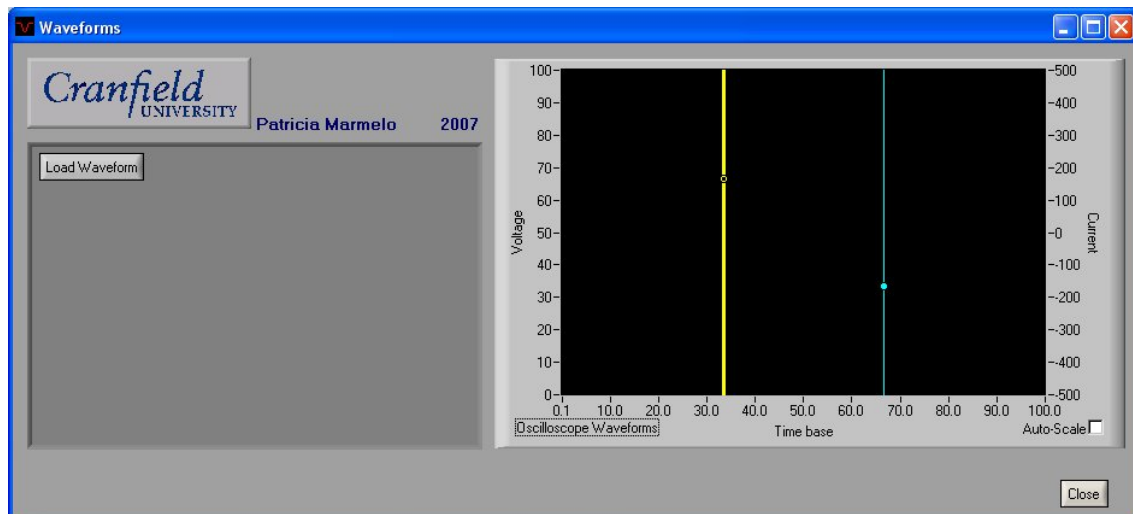 Waveforms
Cranfield
UNIVERSITY
Patricia Marmelo 2007
Load Waveform
100
90
80
70
60
50
40
30
20
10
0
Voltage
500
400
300
200
100
0
-100
-200
-300
-400
-500
Current
0.1 10.0 20.0 30.0 40.0 50.0 60.0 70.0 80.0 90.0 100.0
Oscilloscope Waveforms Time base Auto-Scale
Close